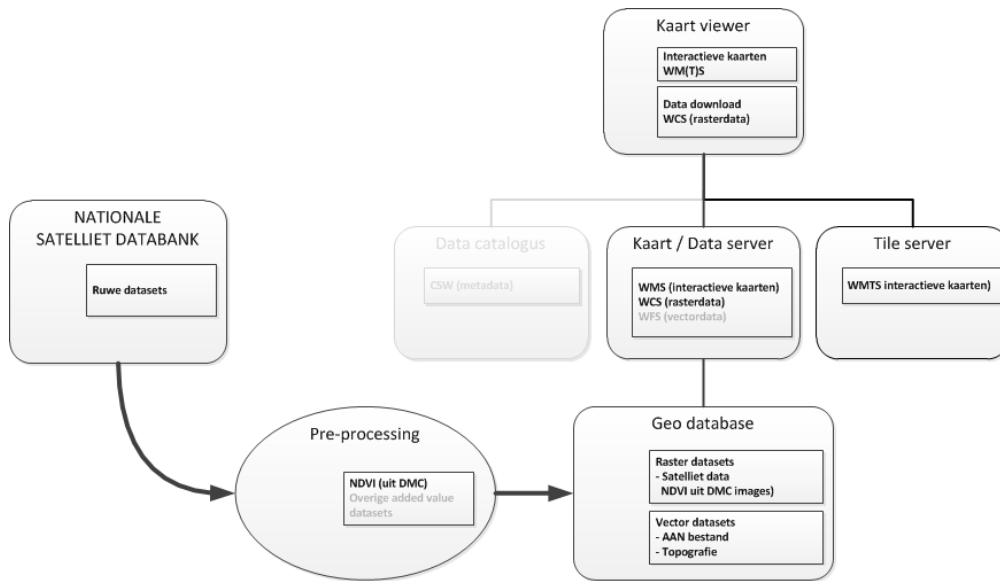 Kaart viewer
Interactieve kaarten
WM(T)S
Data download
WCS (rasterdata)
NATIONALE
SATELLIET DATABANK
Ruwe datasets
Data catalogus
CSW (metadata)
Kaart / Data server
WMS (interactieve kaarten)
WCS (rasterdata)
WFS (vectordata)
Tile server
WMTS interactieve kaarten)
Pre-processing
NDVI (uit DMC)
Overige added value
datasets
Geo database
Raster datasets
- Satelliet data
NDVI uit DMC images)
Vector datasets
- AAN bestand
- Topografie